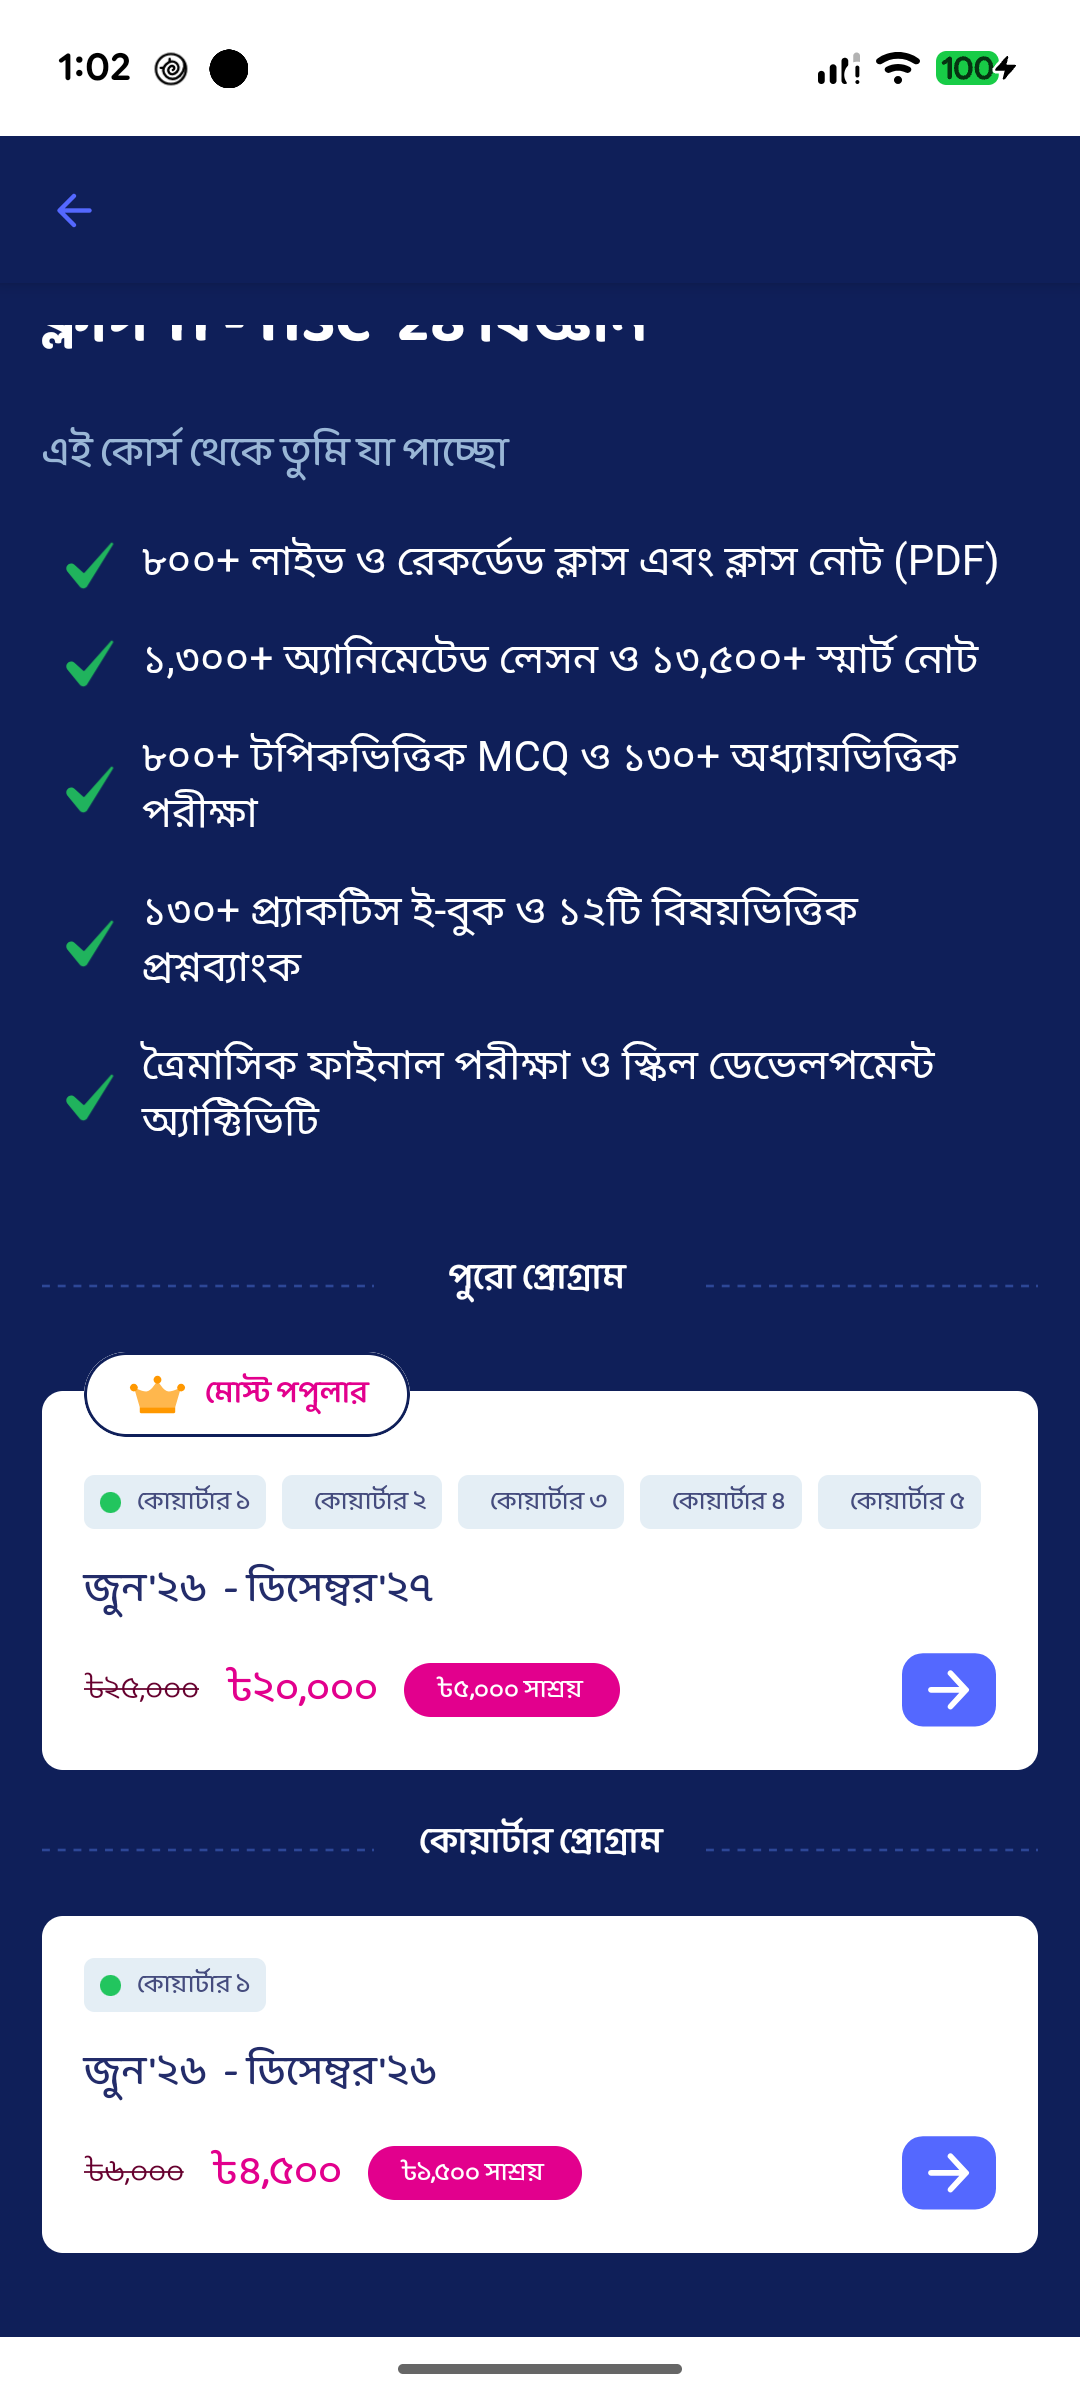 1:02
100
এই কোর্স থেকে তুমি যা পাচ্ছো
৮০০+ লাইভ ও রেকর্ডেড ক্লাস এবং ক্লাস নোট (PDF)
১,৩০০+ অ্যানিমেটেড লেসন ও ১৩,৫০০+ স্মার্ট নোট
৮০০+ টপিকভিত্তিক MCQ ও ১৩০+ অধ্যায়ভিত্তিক
পরীক্ষা
১৩০+ প্র্যাকটিস ই-বুক ও ১২টি বিষয়ভিত্তিক
প্রশ্নব্যাংক
ত্রৈমাসিক ফাইনাল পরীক্ষা ও স্কিল ডেভেলপমেন্ট
অ্যাক্টিভিটি
পুরো প্রোগ্রাম
মোস্ট পপুলার
কোয়ার্টার ১ কোয়ার্টার ২ কোয়ার্টার ৩ কোয়ার্টার ৪ কোয়ার্টার ৫
জুন'২৬ - ডিসেম্বর'২৭
৳২৫,০০০ ৳২০,০০০ ৳৫,০০০ সাশ্রয়
কোয়ার্টার প্রোগ্রাম
কোয়ার্টার ১
জুন'২৬ - ডিসেম্বর'২৬
৳৬,০০০ ৳৪,৫০০ ৳১,৫০০ সাশ্রয়